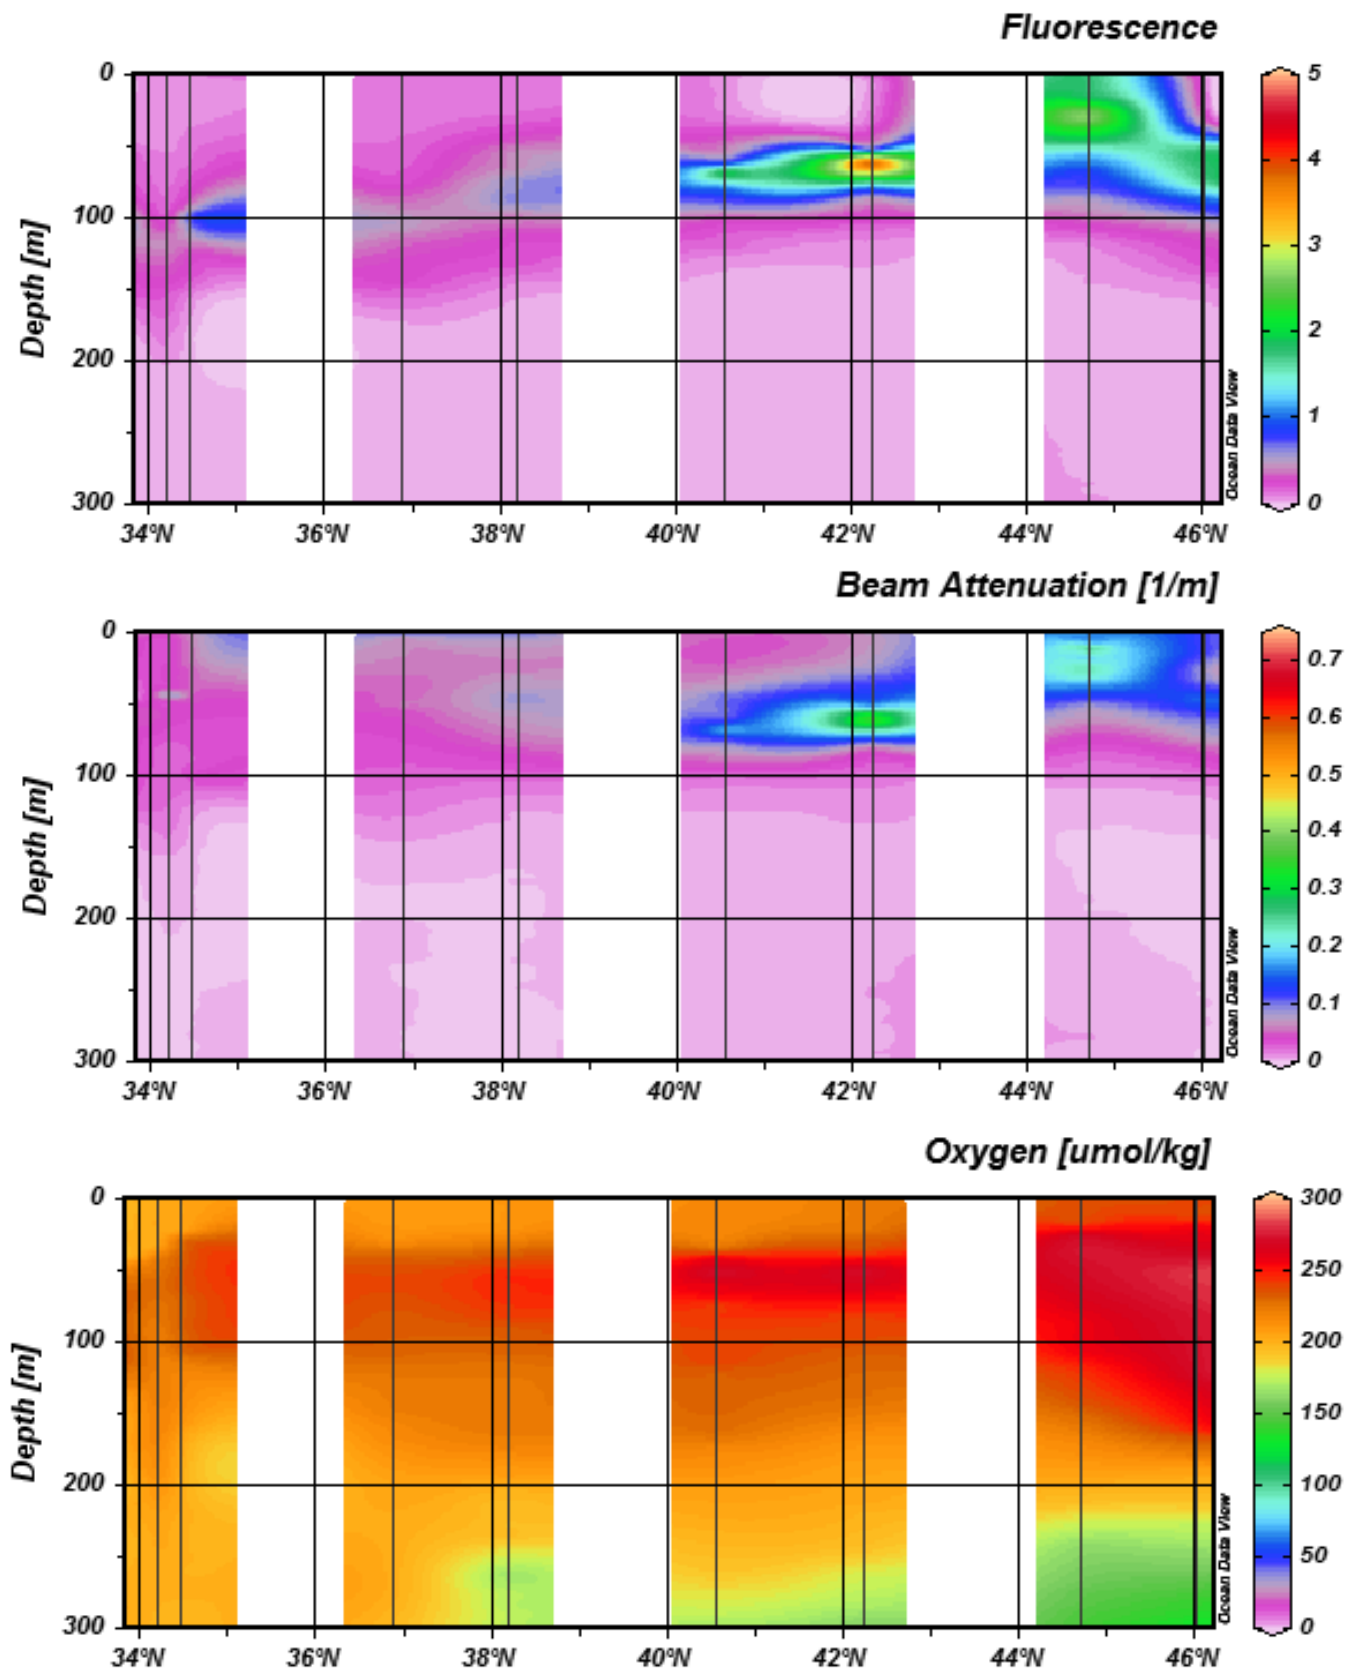 Fluorescence
0
100
200
300
Depth [m]
34°N
36°N
38°N
40°N
42°N
44°N
46°N
5
4
3
2
1
0
Ocean Data View
Beam Attenuation [1/m]
0
100
200
300
Depth [m]
34°N
36°N
38°N
40°N
42°N
44°N
46°N
0.7
0.6
0.5
0.4
0.3
0.2
0.1
0
Ocean Data View
Oxygen [umol/kg]
0
100
200
300
Depth [m]
34°N
36°N
38°N
40°N
42°N
44°N
46°N
300
250
200
150
100
50
0
Ocean Data View